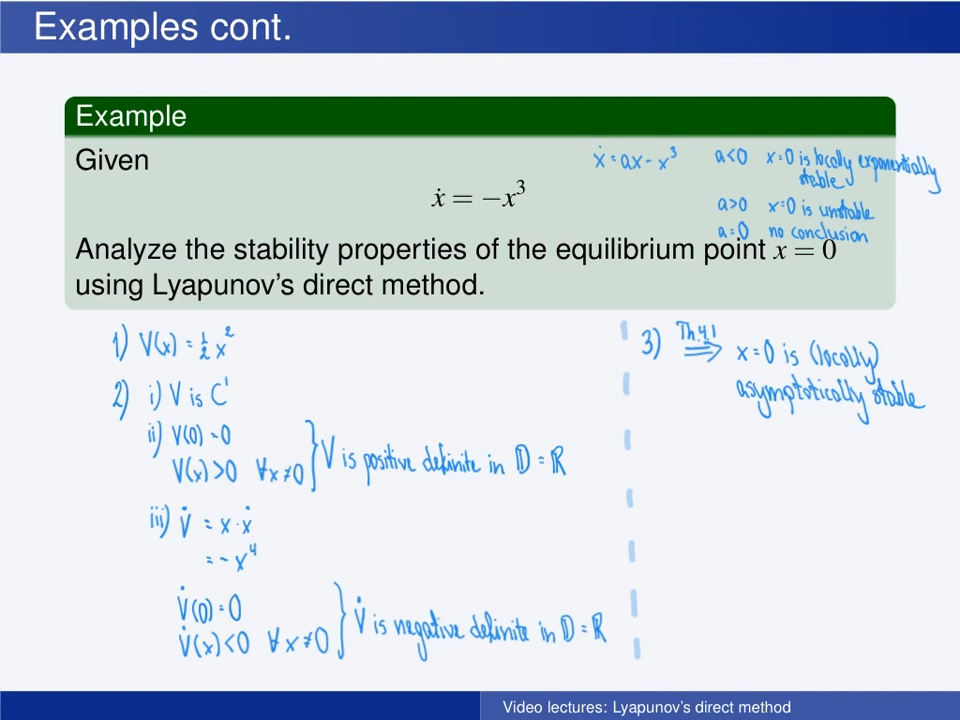 Examples cont.
Example
Given
ẋ = −x³
ẋ = ax − x³
a<0 x=0 is locally exponentially
stable
a>0 x=0 is unstable
a=0 no conclusion
Analyze the stability properties of the equilibrium point x = 0
using Lyapunov's direct method.
1) V(x) = ½ x²
2) i) V is C¹
ii) V(0) = 0
V(x) > 0 ∀x≠0 } V is positive definite in D = ℝ
iii) V̇ = x · ẋ
= −x⁴
V̇(0) = 0
V̇(x) < 0 ∀x≠0 } V̇ is negative definite in D = ℝ
3) Th.4.1 ⟹ x=0 is (locally)
asymptotically stable
Video lectures: Lyapunov's direct method